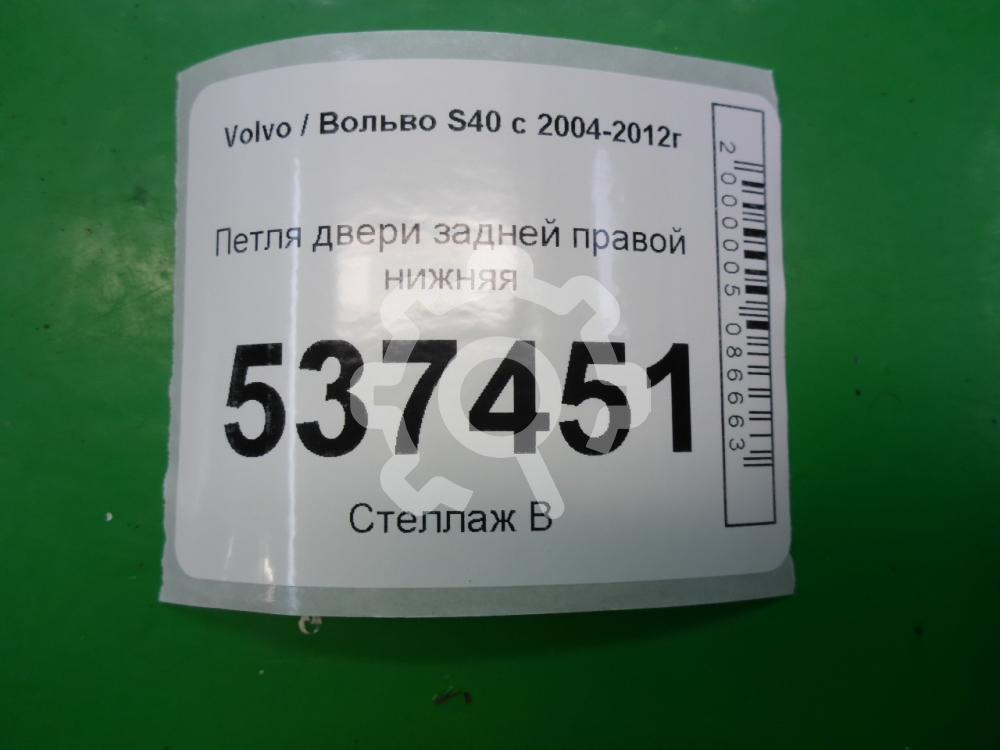 Volvo / Вольво S40 с 2004-2012г
Петля двери задней правой
нижняя
537451
Стеллаж В
2000005086663